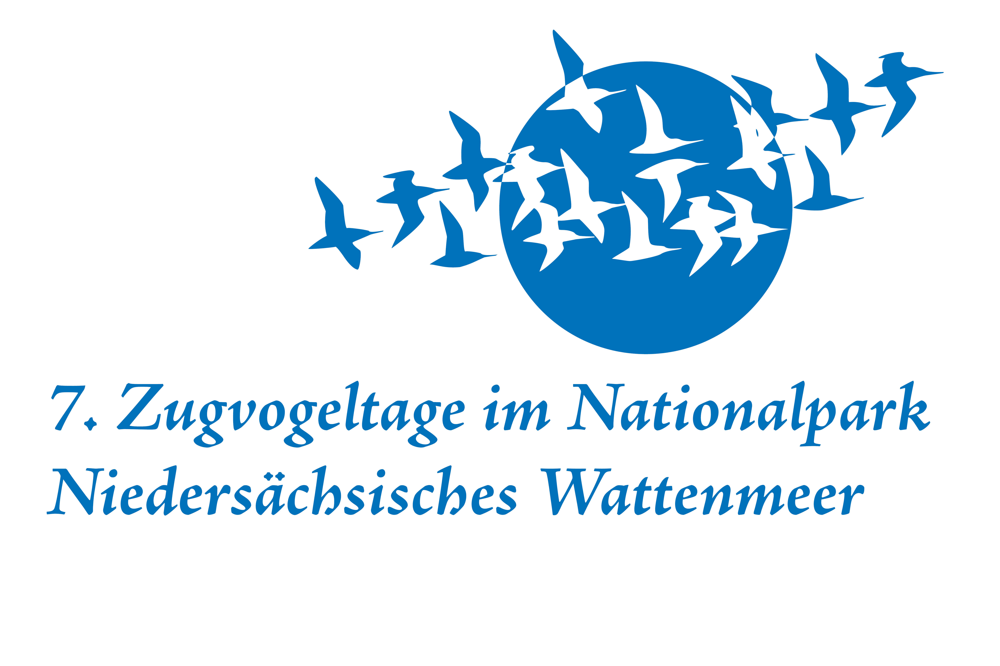 7. Zugvogeltage im Nationalpark
Niedersächsisches Wattenmeer